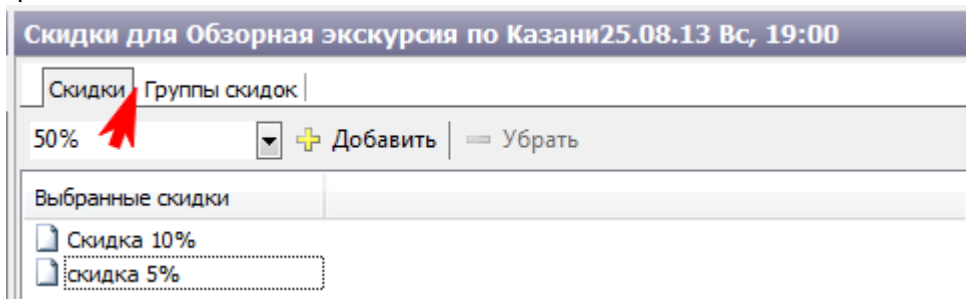 Скидки для Обзорная экскурсия по Казани25.08.13 Вс, 19:00
Скидки Группы скидок
50% Добавить Убрать
Выбранные скидки
Скидка 10%
скидка 5%